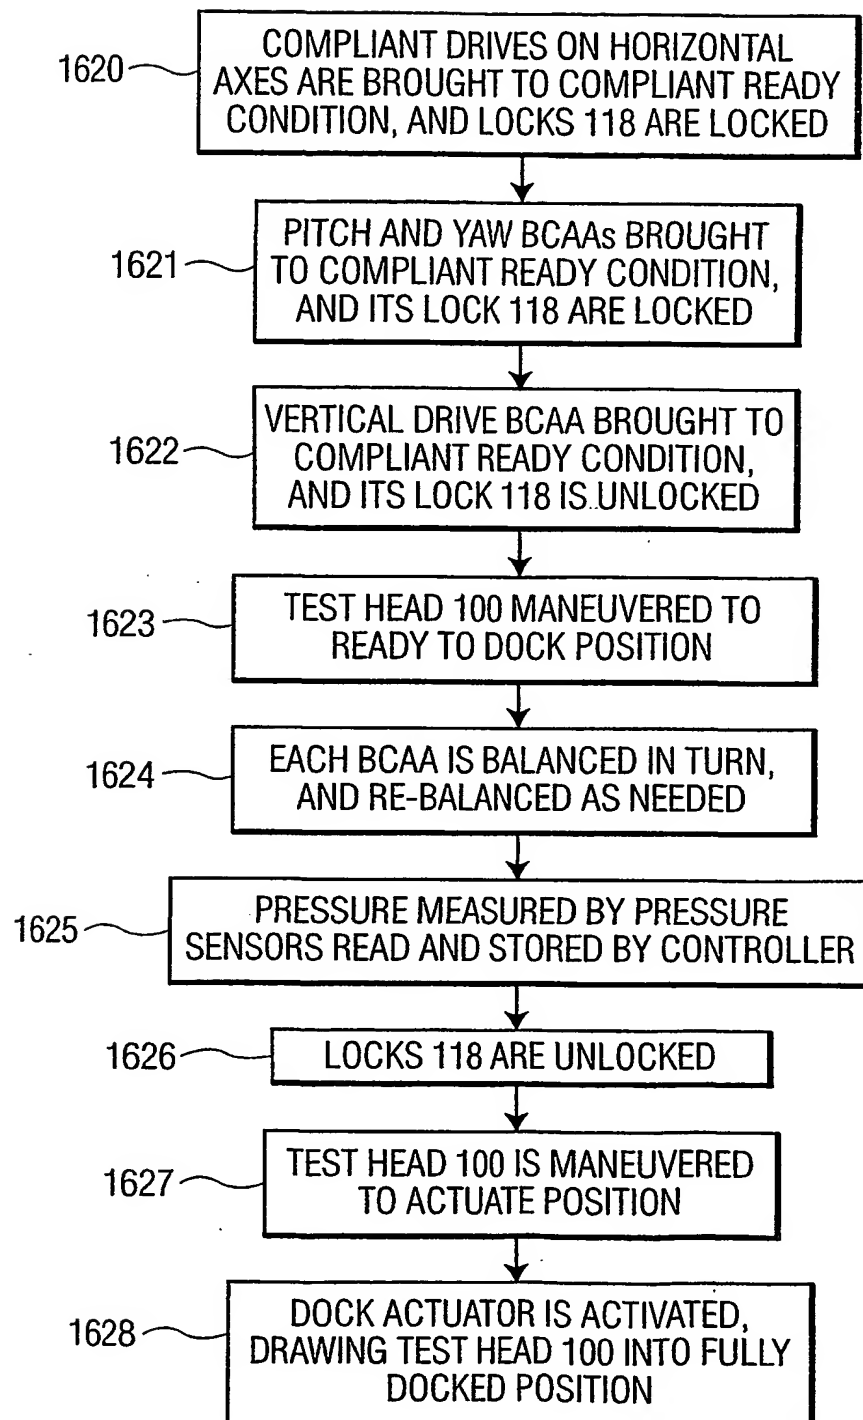 1620
COMPLIANT DRIVES ON HORIZONTAL
AXES ARE BROUGHT TO COMPLIANT READY
CONDITION, AND LOCKS 118 ARE LOCKED
1621
PITCH AND YAW BCAAs BROUGHT
TO COMPLIANT READY CONDITION,
AND ITS LOCK 118 ARE LOCKED
1622
VERTICAL DRIVE BCAA BROUGHT TO
COMPLIANT READY CONDITION,
AND ITS LOCK 118 IS UNLOCKED
1623
TEST HEAD 100 MANEUVERED TO
READY TO DOCK POSITION
1624
EACH BCAA IS BALANCED IN TURN,
AND RE-BALANCED AS NEEDED
1625
PRESSURE MEASURED BY PRESSURE
SENSORS READ AND STORED BY CONTROLLER
1626
LOCKS 118 ARE UNLOCKED
1627
TEST HEAD 100 IS MANEUVERED
TO ACTUATE POSITION
1628
DOCK ACTUATOR IS ACTIVATED,
DRAWING TEST HEAD 100 INTO FULLY
DOCKED POSITION